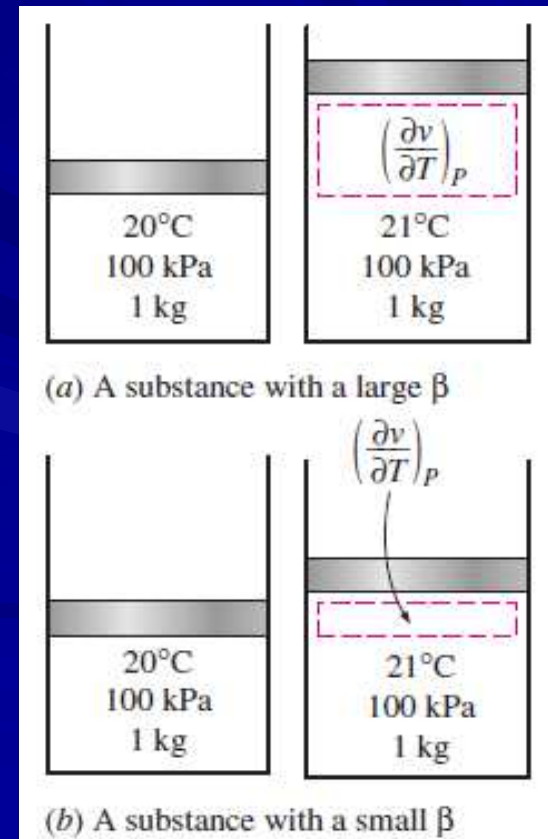 (∂v/∂T)P
20°C 21°C
100 kPa 100 kPa
1 kg 1 kg
(a) A substance with a large β
(∂v/∂T)P
20°C 21°C
100 kPa 100 kPa
1 kg 1 kg
(b) A substance with a small β